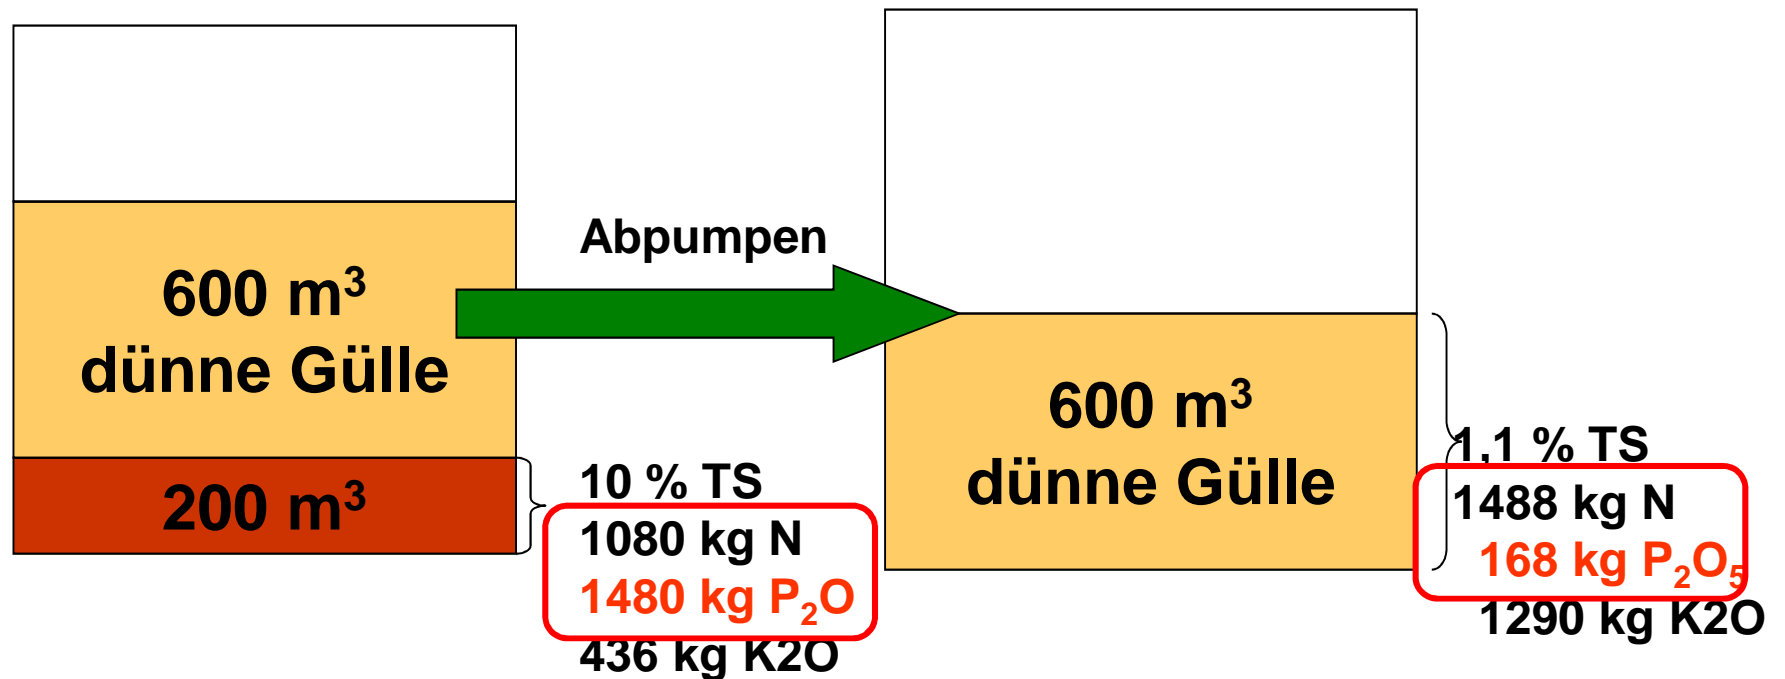 600 m³
dünne Gülle
200 m³
Abpumpen
10 % TS
1080 kg N
1480 kg P₂O
436 kg K2O
600 m³
dünne Gülle
1,1 % TS
1488 kg N
168 kg P₂O₅
1290 kg K2O